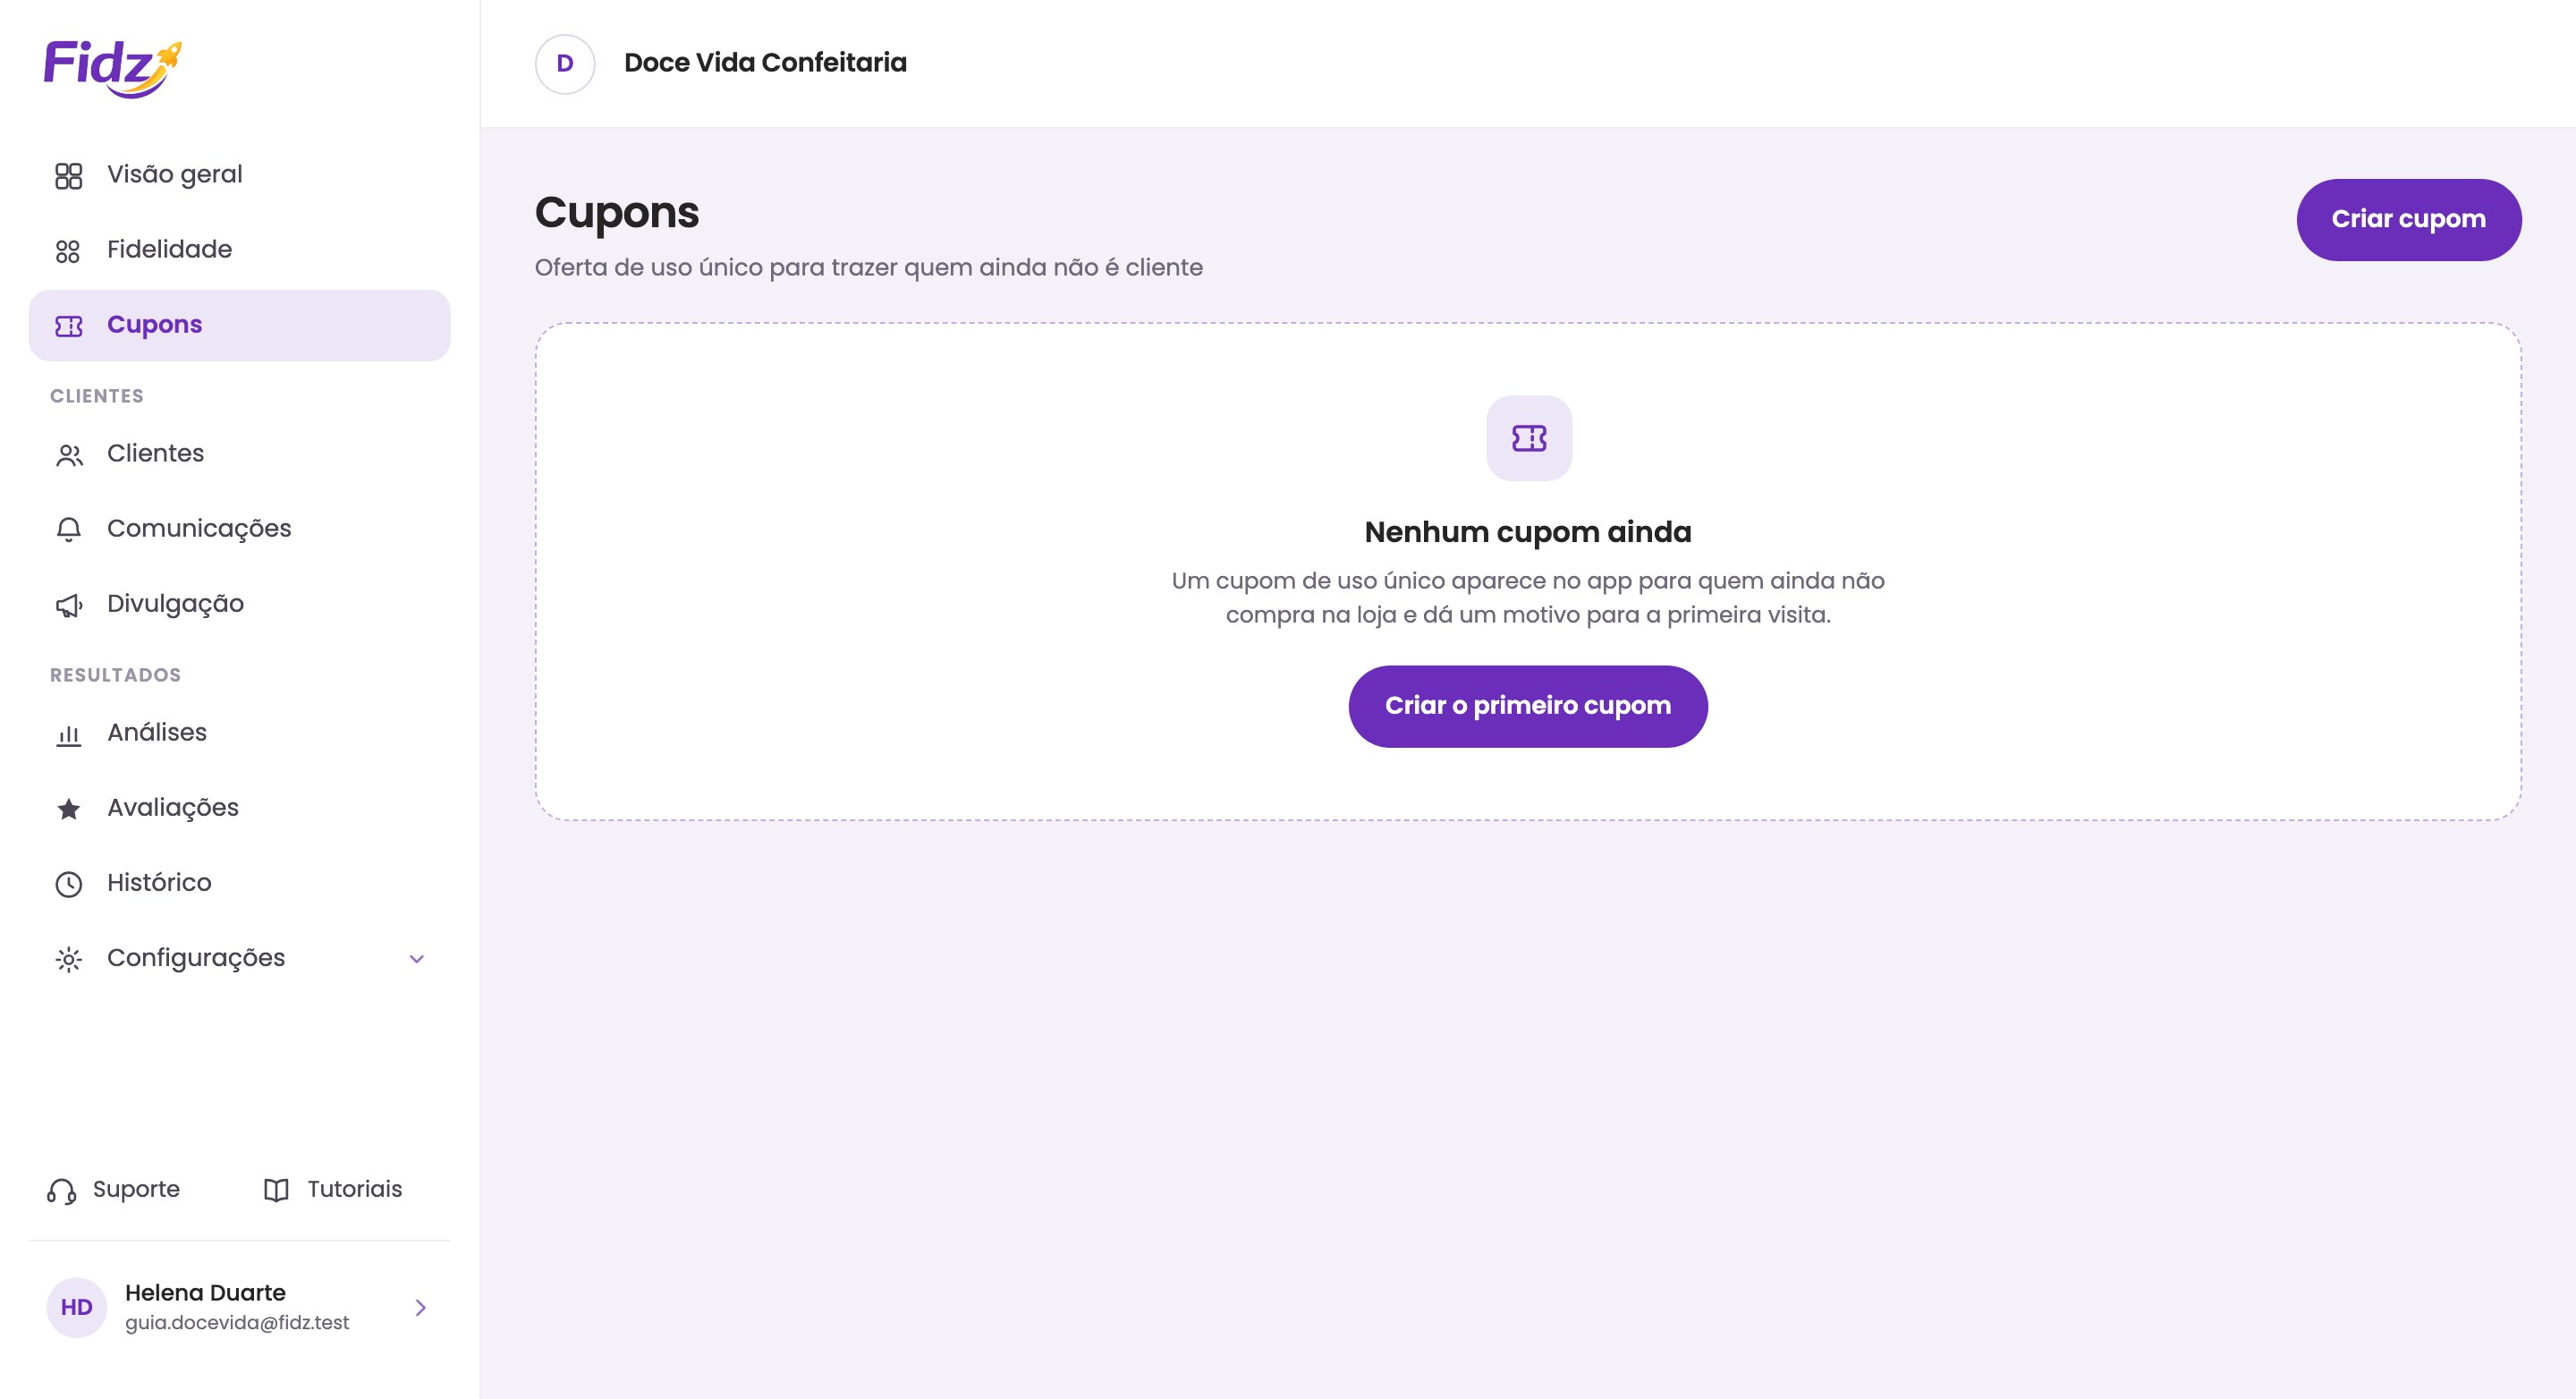 Fidz
Visão geral
Fidelidade
Cupons
CLIENTES
Clientes
Comunicações
Divulgação
RESULTADOS
Análises
Avaliações
Histórico
Configurações
Suporte
Tutoriais
HD
Helena Duarte
guia.docevida@fidz.test
D
Doce Vida Confeitaria
Cupons
Oferta de uso único para trazer quem ainda não é cliente
Criar cupom
Nenhum cupom ainda
Um cupom de uso único aparece no app para quem ainda não
compra na loja e dá um motivo para a primeira visita.
Criar o primeiro cupom